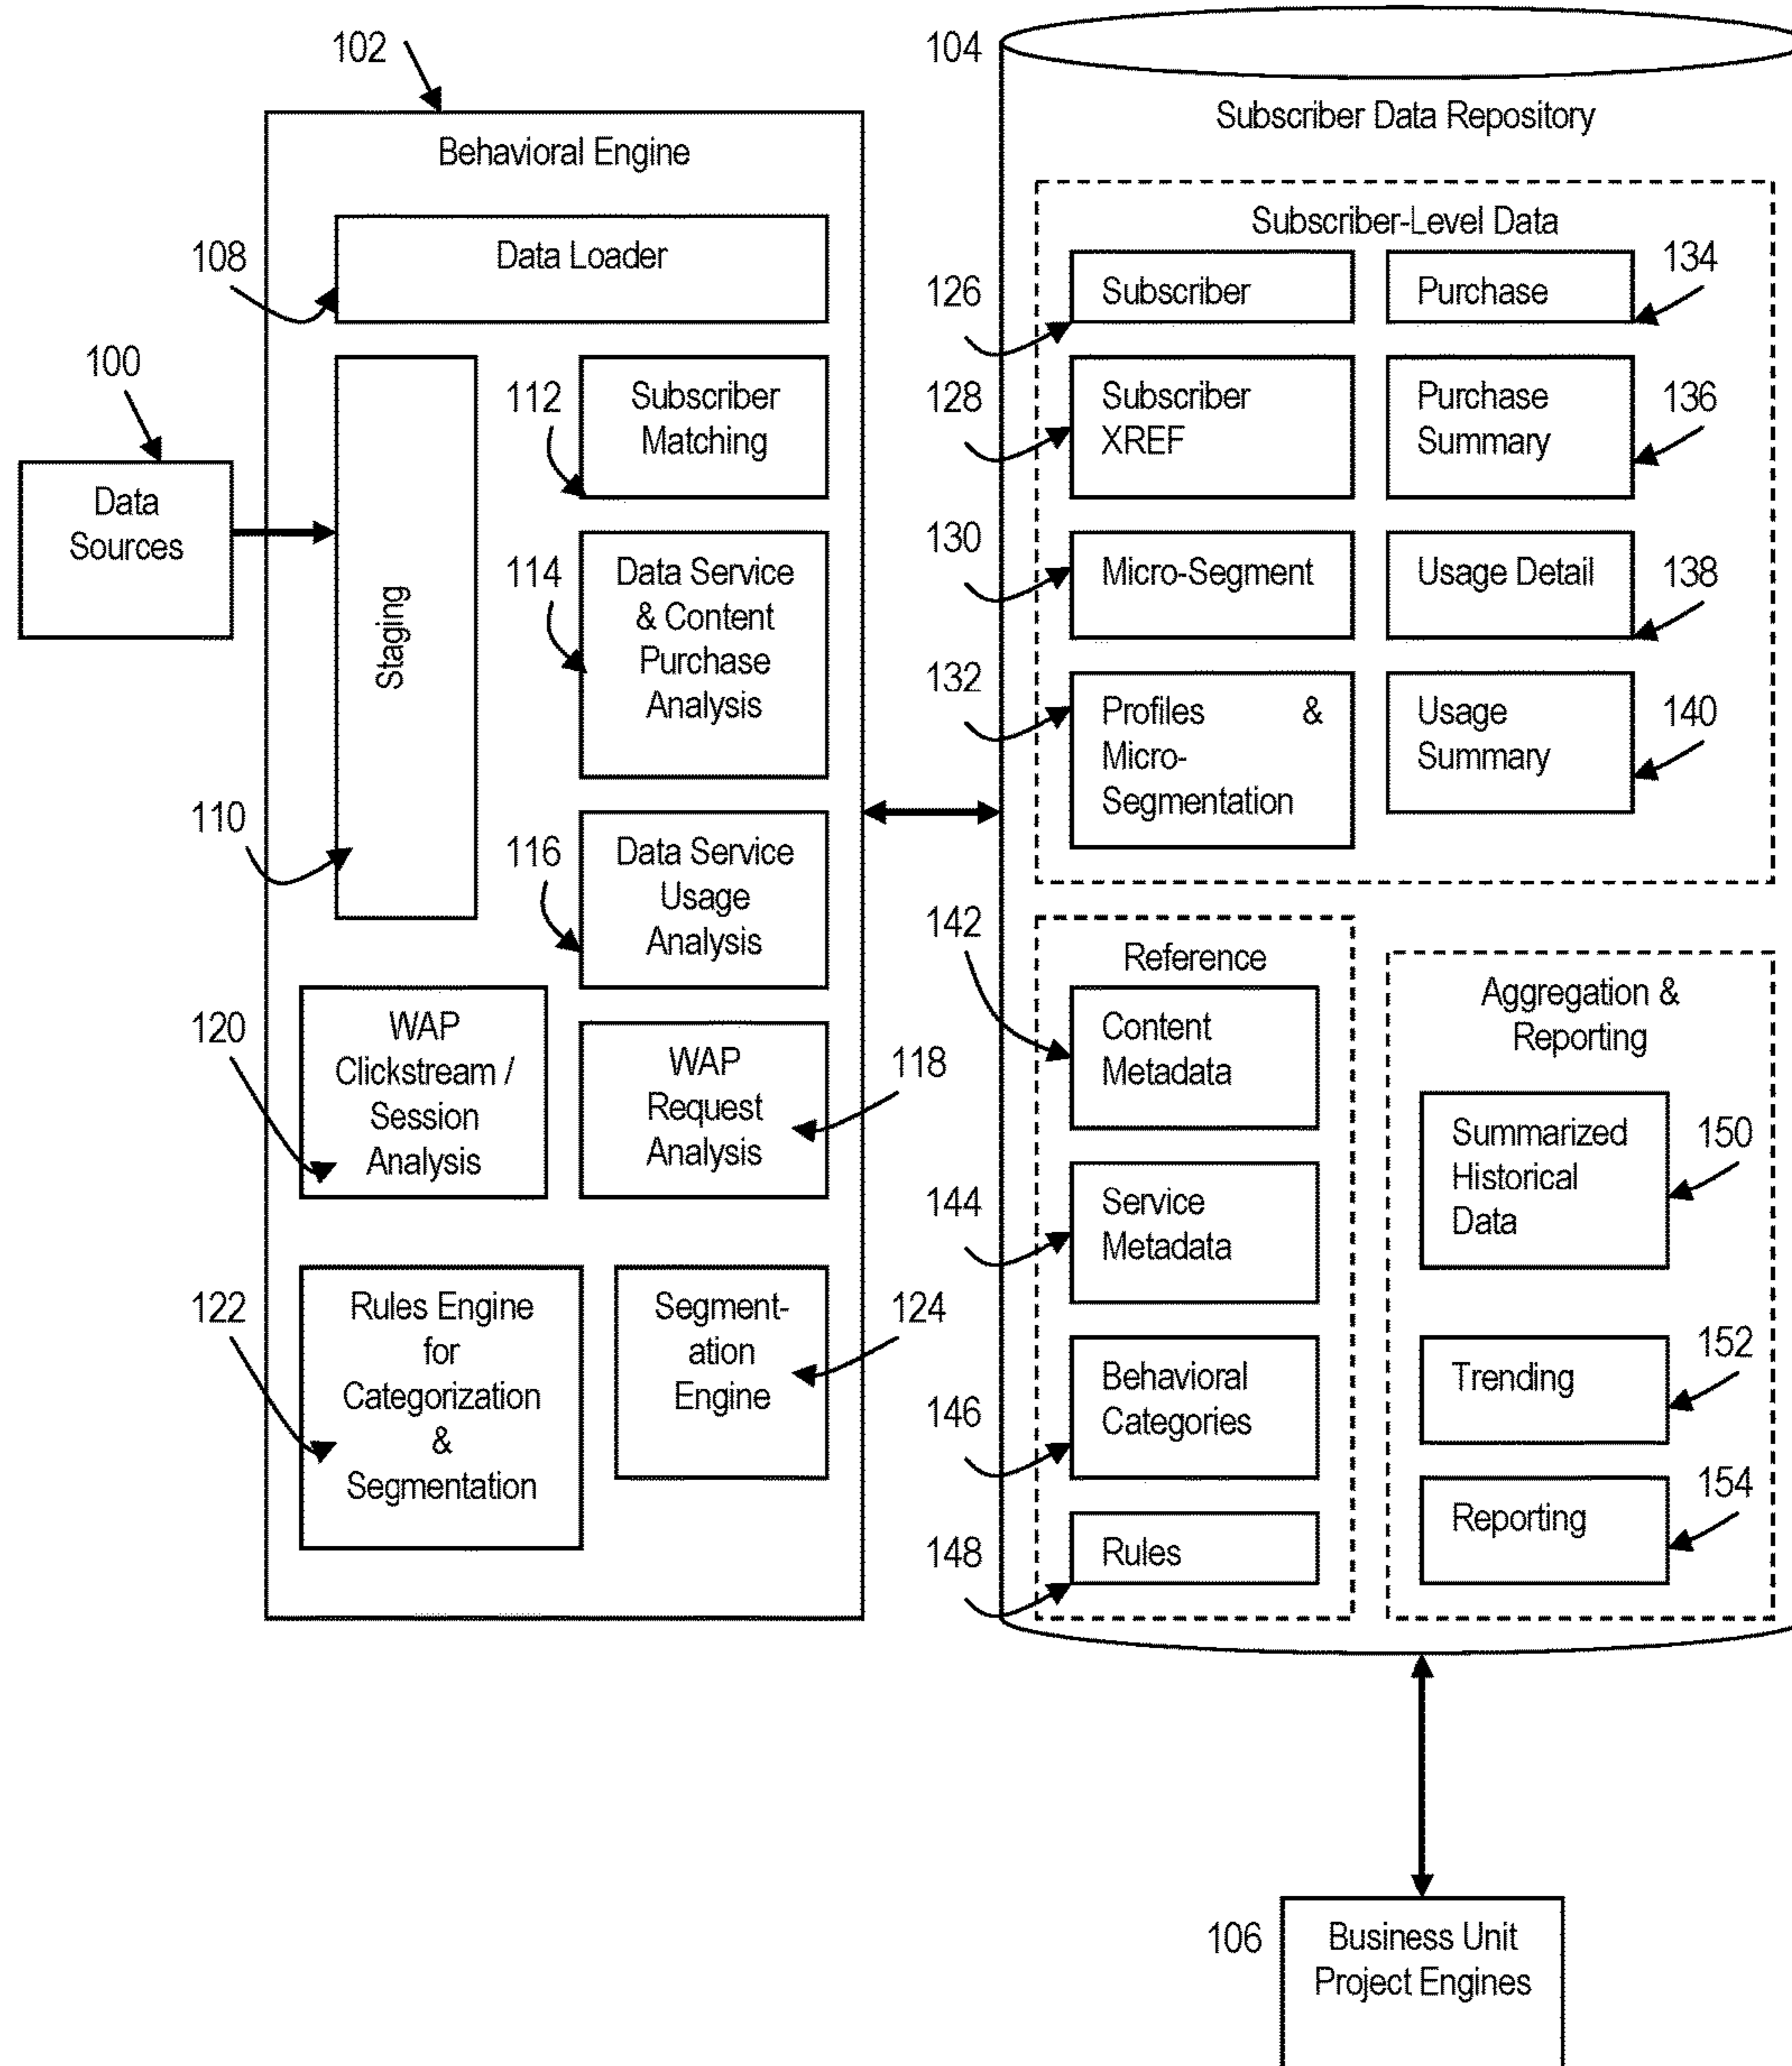 102
Behavioral Engine
108
Data Loader
100
Data
Sources
Staging
110
112
Subscriber
Matching
114
Data Service
& Content
Purchase
Analysis
116
Data Service
Usage
Analysis
120
WAP
Clickstream /
Session
Analysis
WAP
Request
Analysis
118
122
Rules Engine
for
Categorization
&
Segmentation
Segment-
ation
Engine
124
104
Subscriber Data Repository
Subscriber-Level Data
126
Subscriber
Purchase
134
128
Subscriber
XREF
Purchase
Summary
136
130
Micro-Segment
Usage Detail
138
132
Profiles &
Micro-
Segmentation
Usage
Summary
140
142
Reference
Content
Metadata
144
Service
Metadata
146
Behavioral
Categories
148
Rules
Aggregation &
Reporting
Summarized
Historical
Data
150
Trending
152
Reporting
154
106
Business Unit
Project Engines